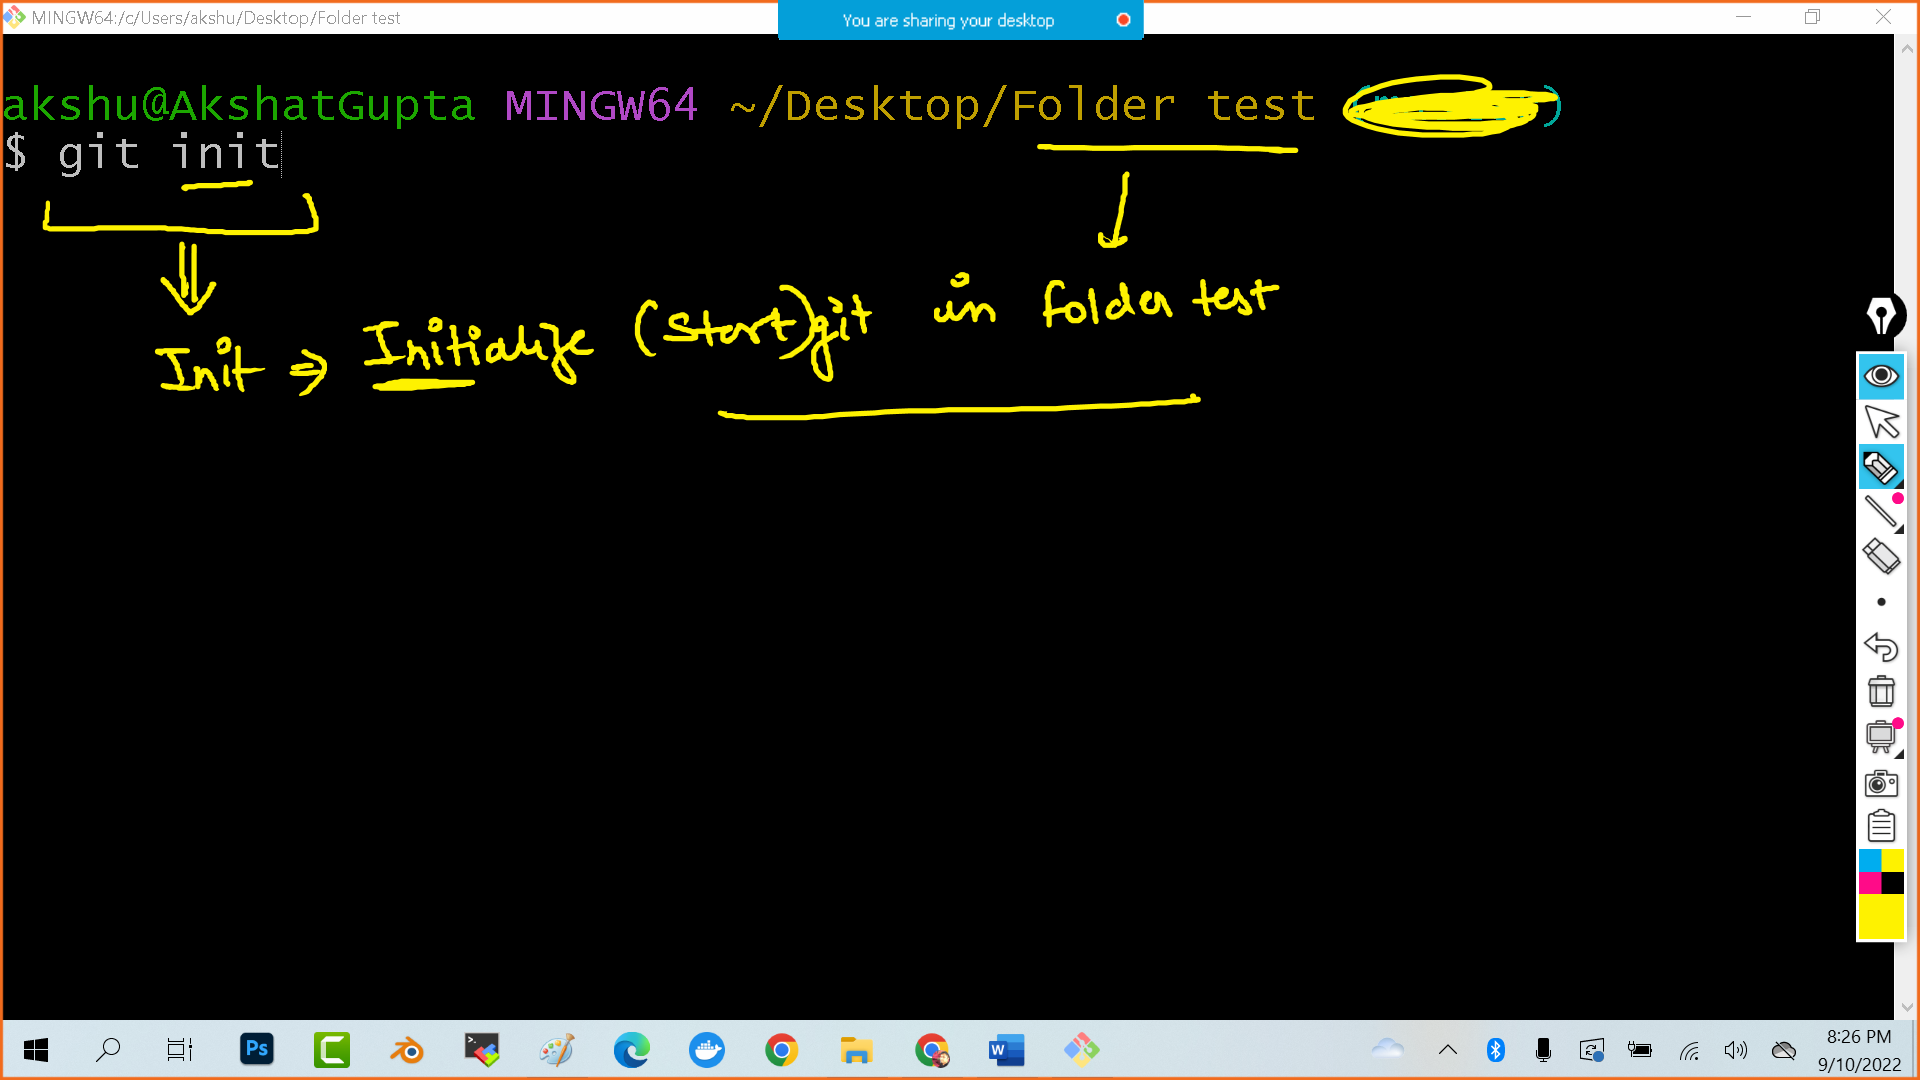 MINGW64:/c/Users/akshu/Desktop/Folder test
You are sharing your desktop
akshu@AkshatGupta MINGW64 ~/Desktop/Folder test
$ git init
Init ⇒ Initialize (Start) git in folder test
Ps
C
W
8:26 PM
9/10/2022